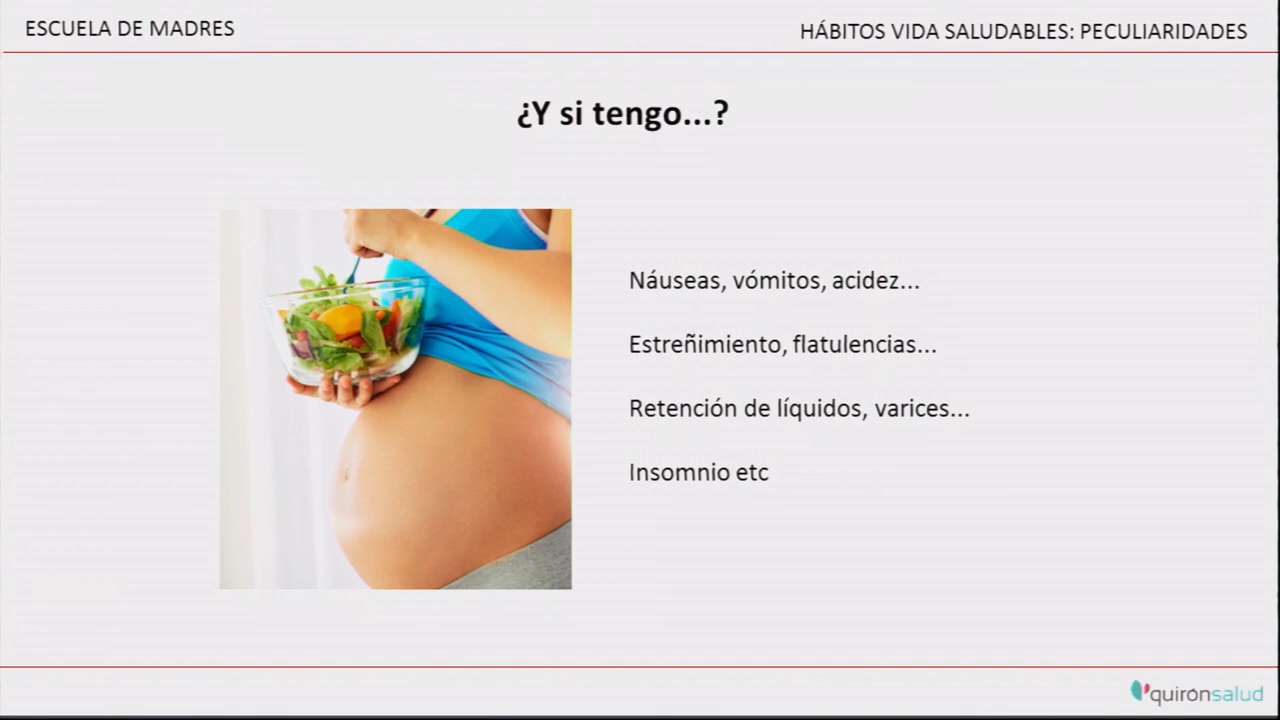 ESCUELA DE MADRES
HÁBITOS VIDA SALUDABLES: PECULIARIDADES
¿Y si tengo...?
Náuseas, vómitos, acidez...
Estreñimiento, flatulencias...
Retención de líquidos, varices...
Insomnio etc
quirónsalud